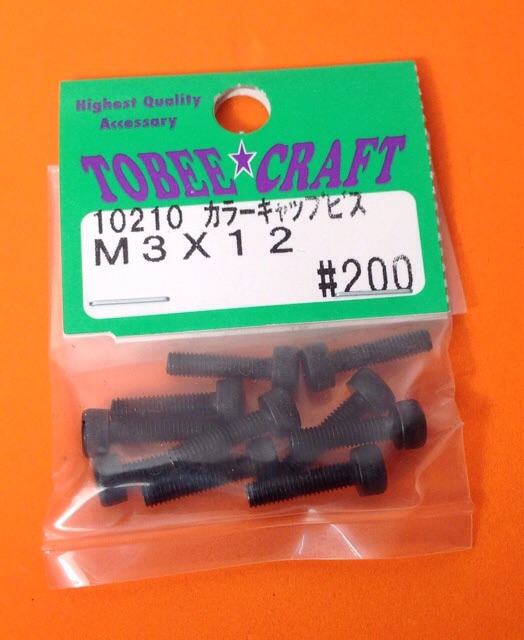 Highest Quality
Accessary
TOBEE★CRAFT
10210 カラーキャップビス
M3X12
#200